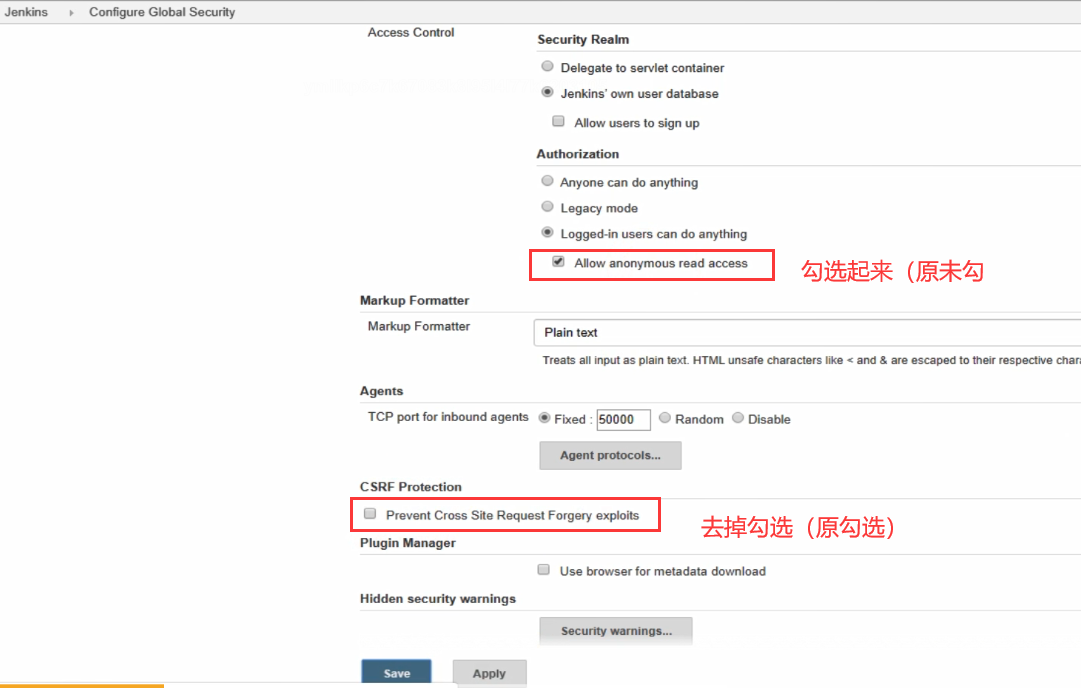 Jenkins Configure Global Security
Access Control
Security Realm
Delegate to servlet container
Jenkins' own user database
Allow users to sign up
Authorization
Anyone can do anything
Legacy mode
Logged-in users can do anything
Allow anonymous read access 勾选起来（原未勾
Markup Formatter
Markup Formatter Plain text
Treats all input as plain text. HTML unsafe characters like < and & are escaped to their respective
Agents
TCP port for inbound agents Fixed : 50000 Random Disable
Agent protocols...
CSRF Protection
Prevent Cross Site Request Forgery exploits 去掉勾选（原勾选）
Plugin Manager
Use browser for metadata download
Hidden security warnings
Security warnings...
Save Apply